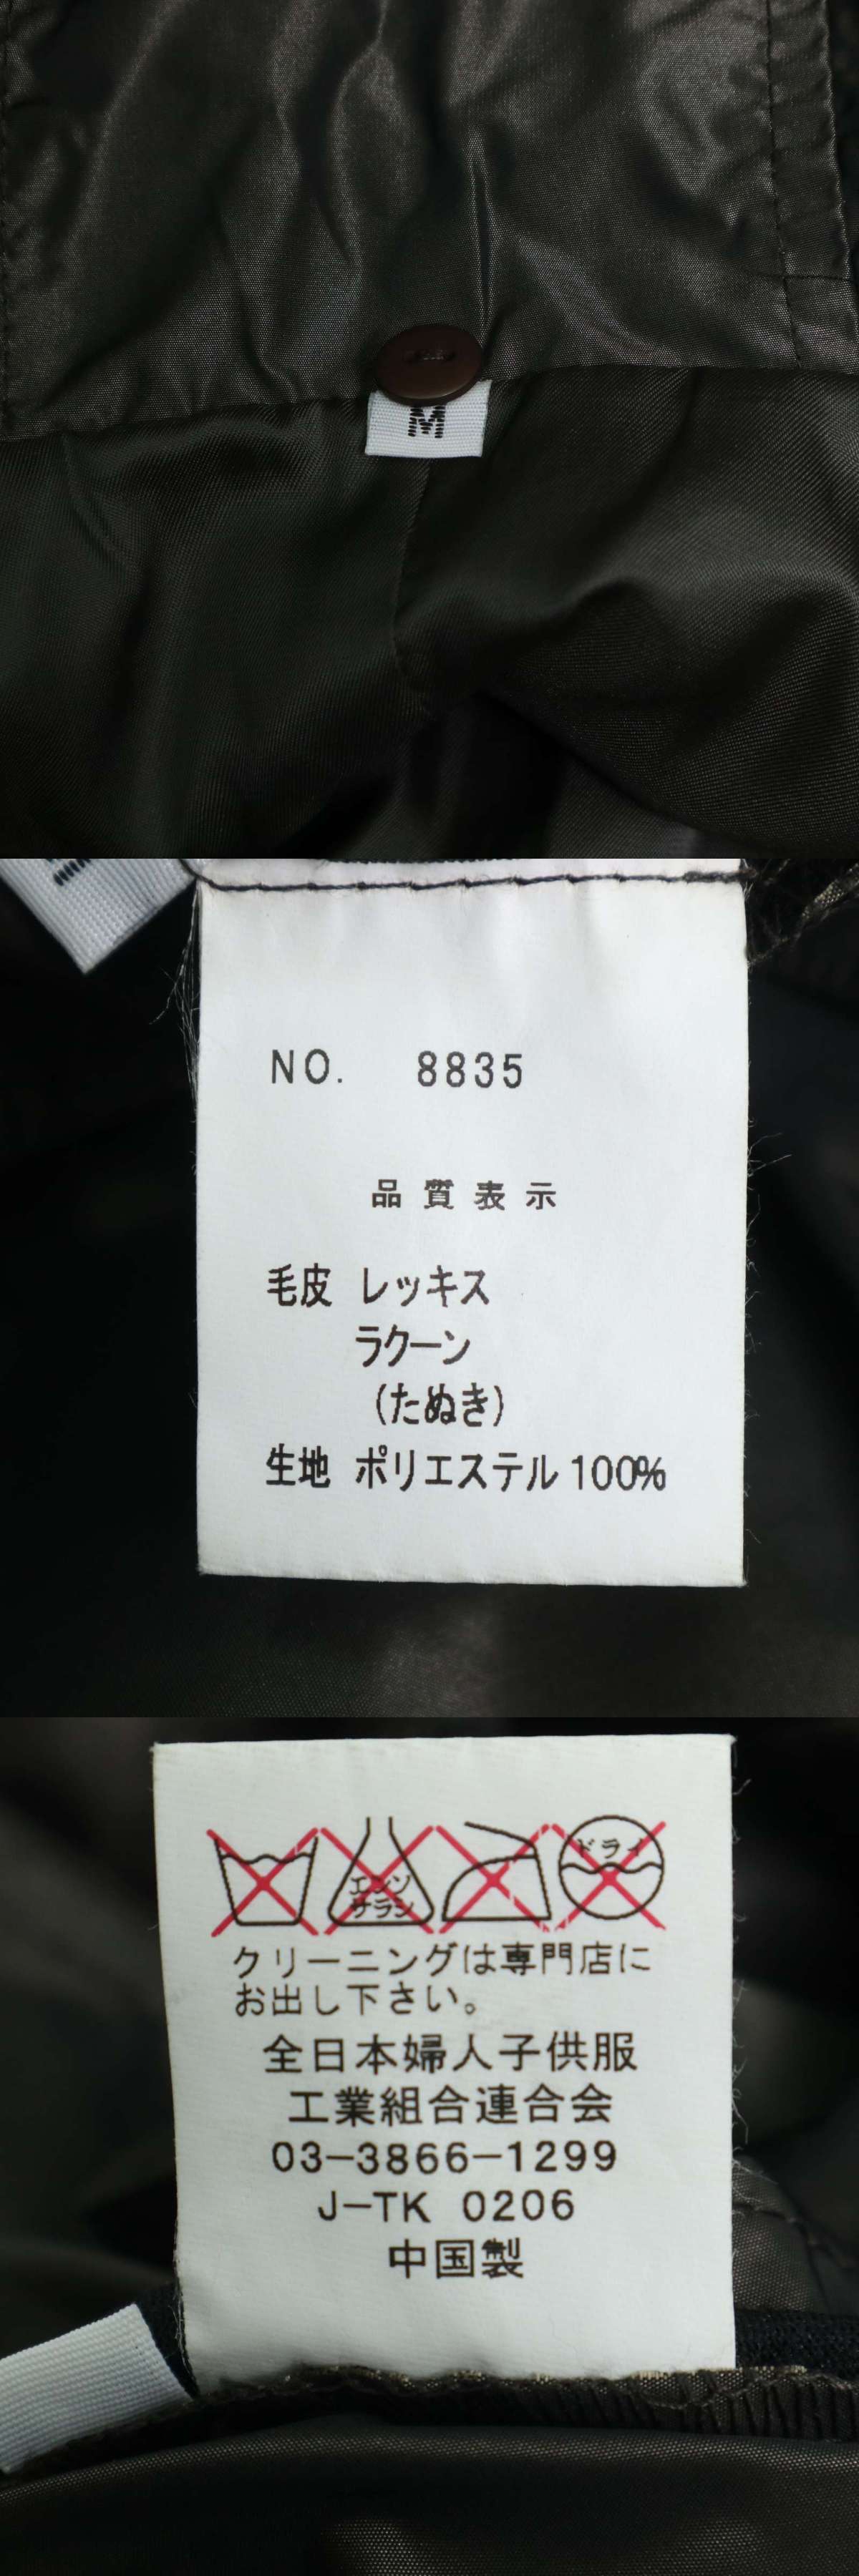 M
NO. 8835
品質表示
毛皮 レッキス
ラクーン
(たぬき)
生地 ポリエステル100%
エンソ
サラシ
ドライ
クリーニングは専門店に
お出し下さい。
全日本婦人子供服
工業組合連合会
03-3866-1299
J-TK 0206
中国製